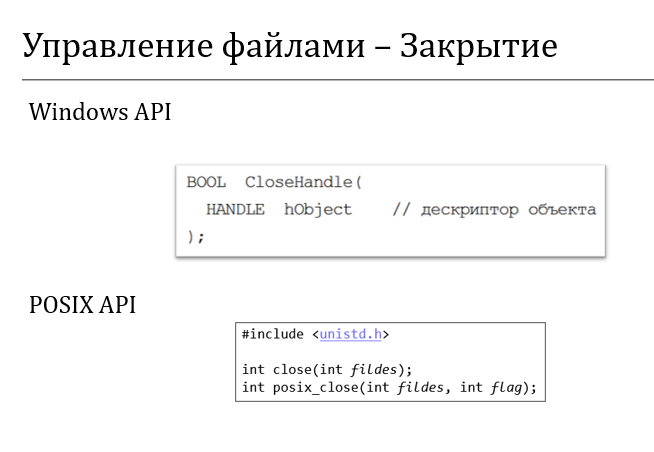 Управление файлами – Закрытие
Windows API
BOOL CloseHandle(
HANDLE hObject // дескриптор объекта
);
POSIX API
#include <unistd.h>
int close(int fildes);
int posix_close(int fildes, int flag);